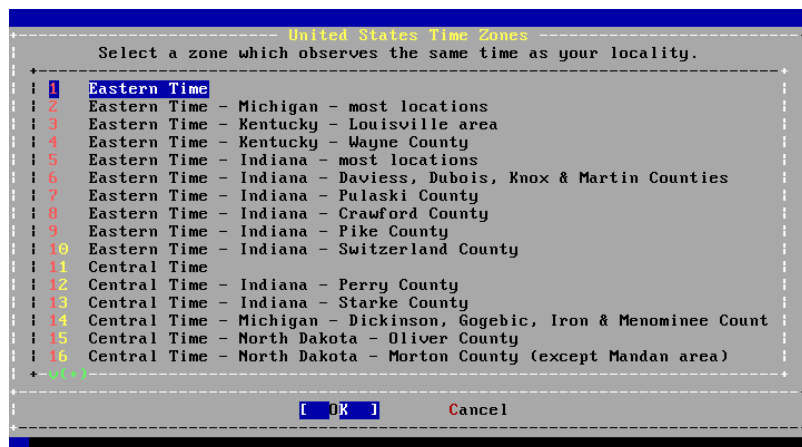 United States Time Zones
Select a zone which observes the same time as your locality.
1 Eastern Time
2 Eastern Time - Michigan - most locations
3 Eastern Time - Kentucky - Louisville area
4 Eastern Time - Kentucky - Wayne County
5 Eastern Time - Indiana - most locations
6 Eastern Time - Indiana - Daviess, Dubois, Knox & Martin Counties
7 Eastern Time - Indiana - Pulaski County
8 Eastern Time - Indiana - Crawford County
9 Eastern Time - Indiana - Pike County
10 Eastern Time - Indiana - Switzerland County
11 Central Time
12 Central Time - Indiana - Perry County
13 Central Time - Indiana - Starke County
14 Central Time - Michigan - Dickinson, Gogebic, Iron & Menominee Count
15 Central Time - North Dakota - Oliver County
16 Central Time - North Dakota - Morton County (except Mandan area)
v(+)
[ OK ] Cancel